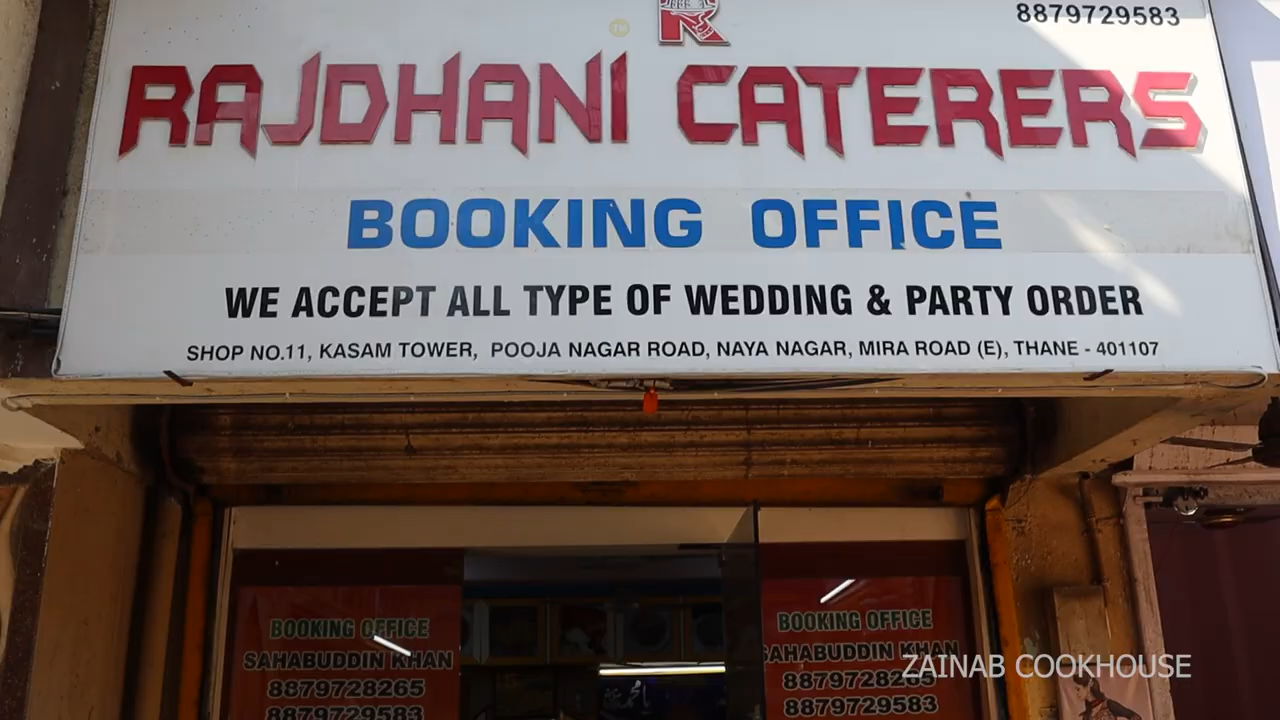 R
8879729583
RAJDHANI CATERERS
BOOKING OFFICE
WE ACCEPT ALL TYPE OF WEDDING & PARTY ORDER
SHOP NO.11, KASAM TOWER, POOJA NAGAR ROAD, NAYA NAGAR, MIRA ROAD (E), THANE - 401107
BOOKING OFFICE
SAHABUDDIN KHAN
8879728265
8879729583
BOOKING OFFICE
SAHABUDDIN KHAN
8879728265
8879729583
ZAINAB COOKHOUSE